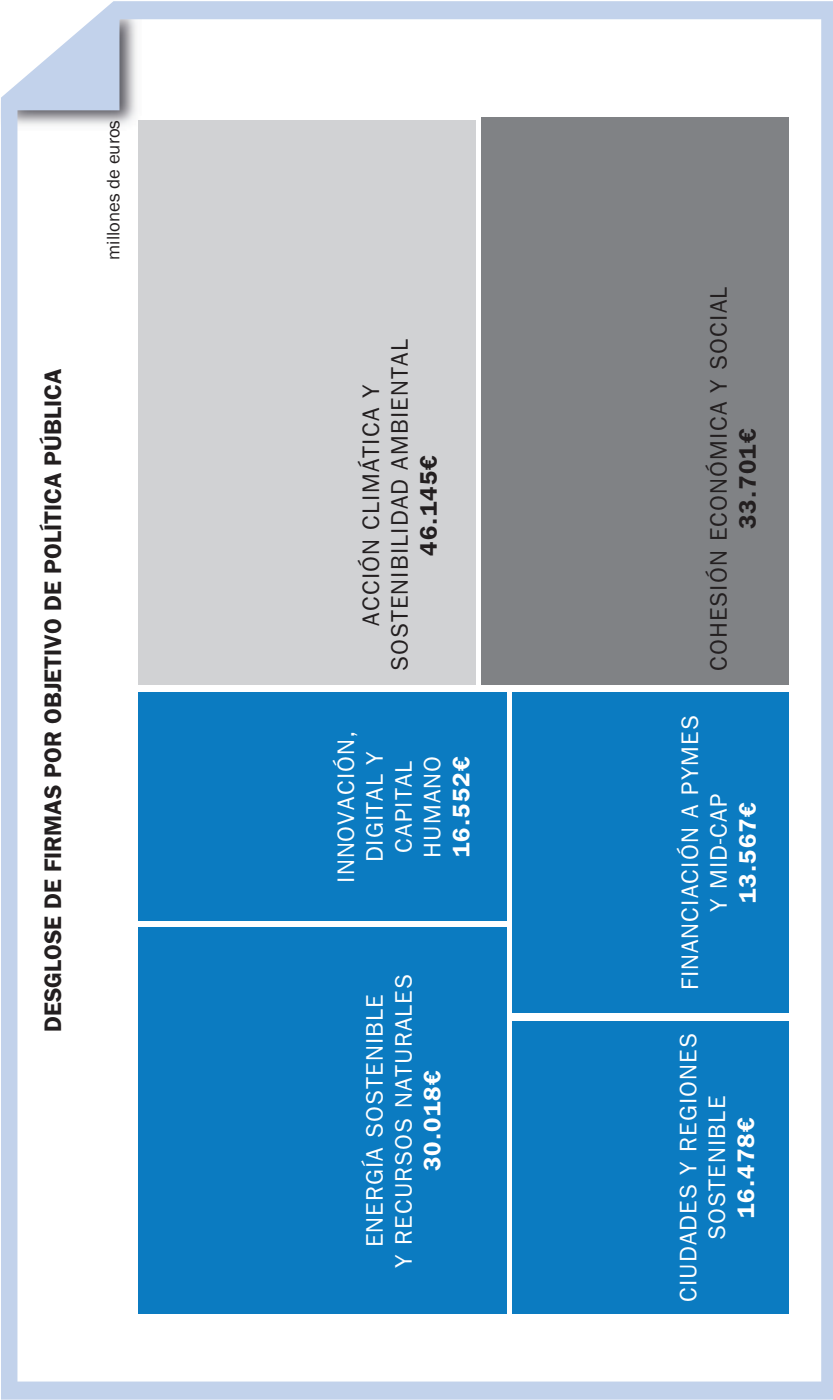 DESGLOSE DE FIRMAS POR OBJETIVO DE POLÍTICA PÚBLICA
millones de euros
ENERGÍA SOSTENIBLE
Y RECURSOS NATURALES
30.018€
INNOVACIÓN,
DIGITAL Y
CAPITAL
HUMANO
16.552€
ACCIÓN CLIMÁTICA Y
SOSTENIBILIDAD AMBIENTAL
46.145€
CIUDADES Y REGIONES
SOSTENIBLE
16.478€
FINANCIACIÓN A PYMES
Y MID-CAP
13.567€
COHESIÓN ECONÓMICA Y SOCIAL
33.701€